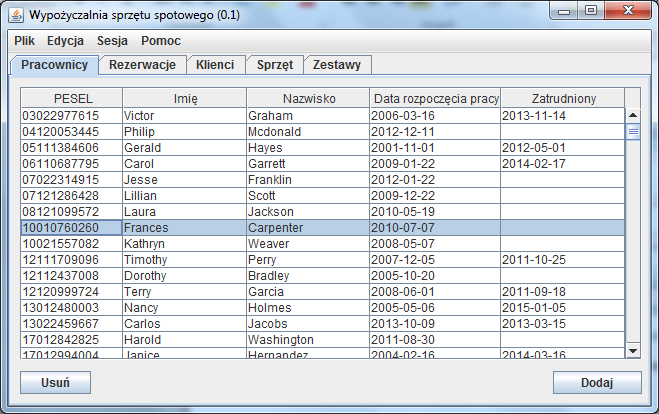 Wypożyczalnia sprzętu spotowego (0.1)
Plik Edycja Sesja Pomoc
Pracownicy Rezerwacje Klienci Sprzęt Zestawy
PESEL Imię Nazwisko Data rozpoczęcia pracy Zatrudniony
03022977615 Victor Graham 2006-03-16 2013-11-14
04120053445 Philip Mcdonald 2012-12-11
05111384606 Gerald Hayes 2001-11-01 2012-05-01
06110687795 Carol Garrett 2009-01-22 2014-02-17
07022314915 Jesse Franklin 2012-01-22
07121286428 Lillian Scott 2009-12-22
08121099572 Laura Jackson 2010-05-19
10010760260 Frances Carpenter 2010-07-07
10021557082 Kathryn Weaver 2008-05-07
12111709096 Timothy Perry 2007-12-05 2011-10-25
12112437008 Dorothy Bradley 2005-10-20
12120999724 Terry Garcia 2008-06-01 2011-09-18
13012480003 Nancy Holmes 2005-05-06 2015-01-05
13022459667 Carlos Jacobs 2013-10-09 2013-03-15
17012842825 Harold Washington 2011-08-30
17012994004 Janice Hernandez 2004-02-16 2014-03-16
Usuń Dodaj